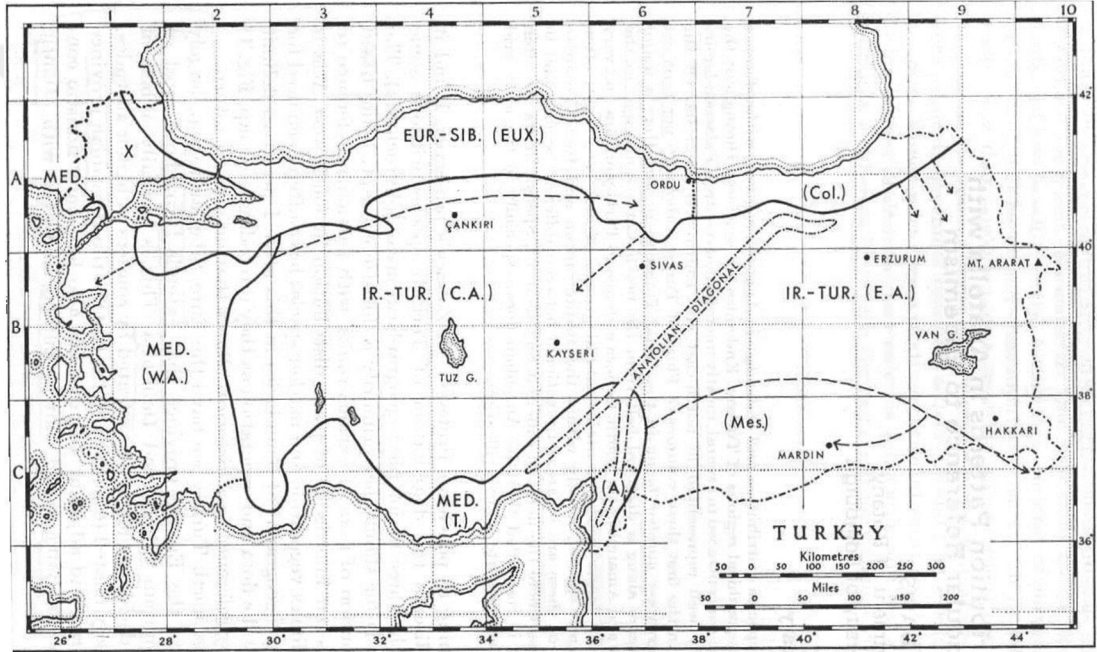 1 2 3 4 5 6 7 8 9 10
42°
X
EUR.-SIB. (EUX.)
MED.
A
ORDU
(Col.)
ÇANKIRI
40°
SIVAS
ERZURUM
MT. ARARAT
IR.-TUR. (C.A.)
ANATOLIAN DIAGONAL
IR.-TUR. (E.A.)
B
VAN G.
MED.
(W.A.)
KAYSERI
TUZ G.
38°
(Mes.)
HAKKARI
MARDIN
C
(A)
MED.
(T.)
TURKEY
36°
Kilometres
50 0 50 100 150 200 250 300
Miles
50 0 50 100 150 200
26° 28° 30° 32° 34° 36° 38° 40° 42° 44°